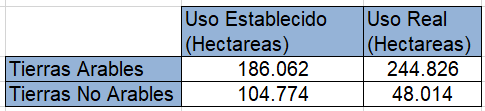 Uso Establecido Uso Real
(Hectareas) (Hectareas)
Tierras Arables 186.062 244.826
Tierras No Arables 104.774 48.014